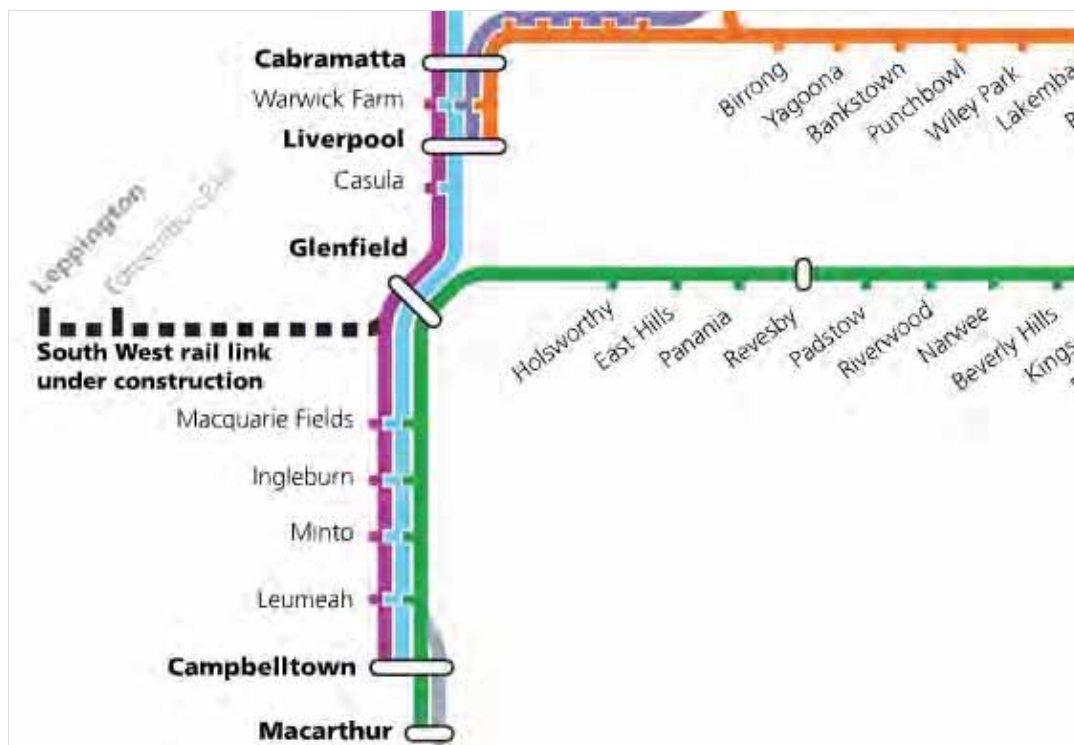 Cabramatta
Warwick Farm
Liverpool
Casula
Glenfield
Leppington
South West rail link
under construction
Macquarie Fields
Ingleburn
Minto
Leumeah
Campbelltown
Macarthur
Birrong
Yagoona
Bankstown
Punchbowl
Wiley Park
Lakemba
Holsworthy
East Hills
Panania
Revesby
Padstow
Riverwood
Narwee
Beverly Hills
Kings